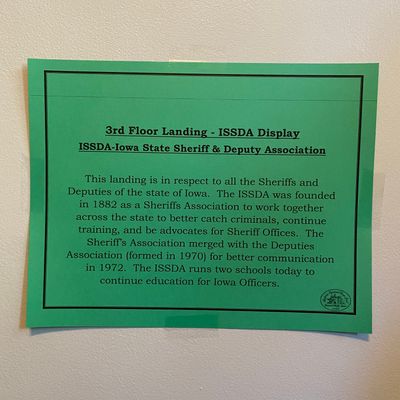 3rd Floor Landing - ISSDA Display
ISSDA-Iowa State Sheriff & Deputy Association
This landing is in respect to all the Sheriffs and
Deputies of the state of Iowa. The ISSDA was founded
in 1882 as a Sheriffs Association to work together
across the state to better catch criminals, continue
training, and be advocates for Sheriff Offices. The
Sheriff's Association merged with the Deputies
Association (formed in 1970) for better communication
in 1972. The ISSDA runs two schools today to
continue education for Iowa Officers.